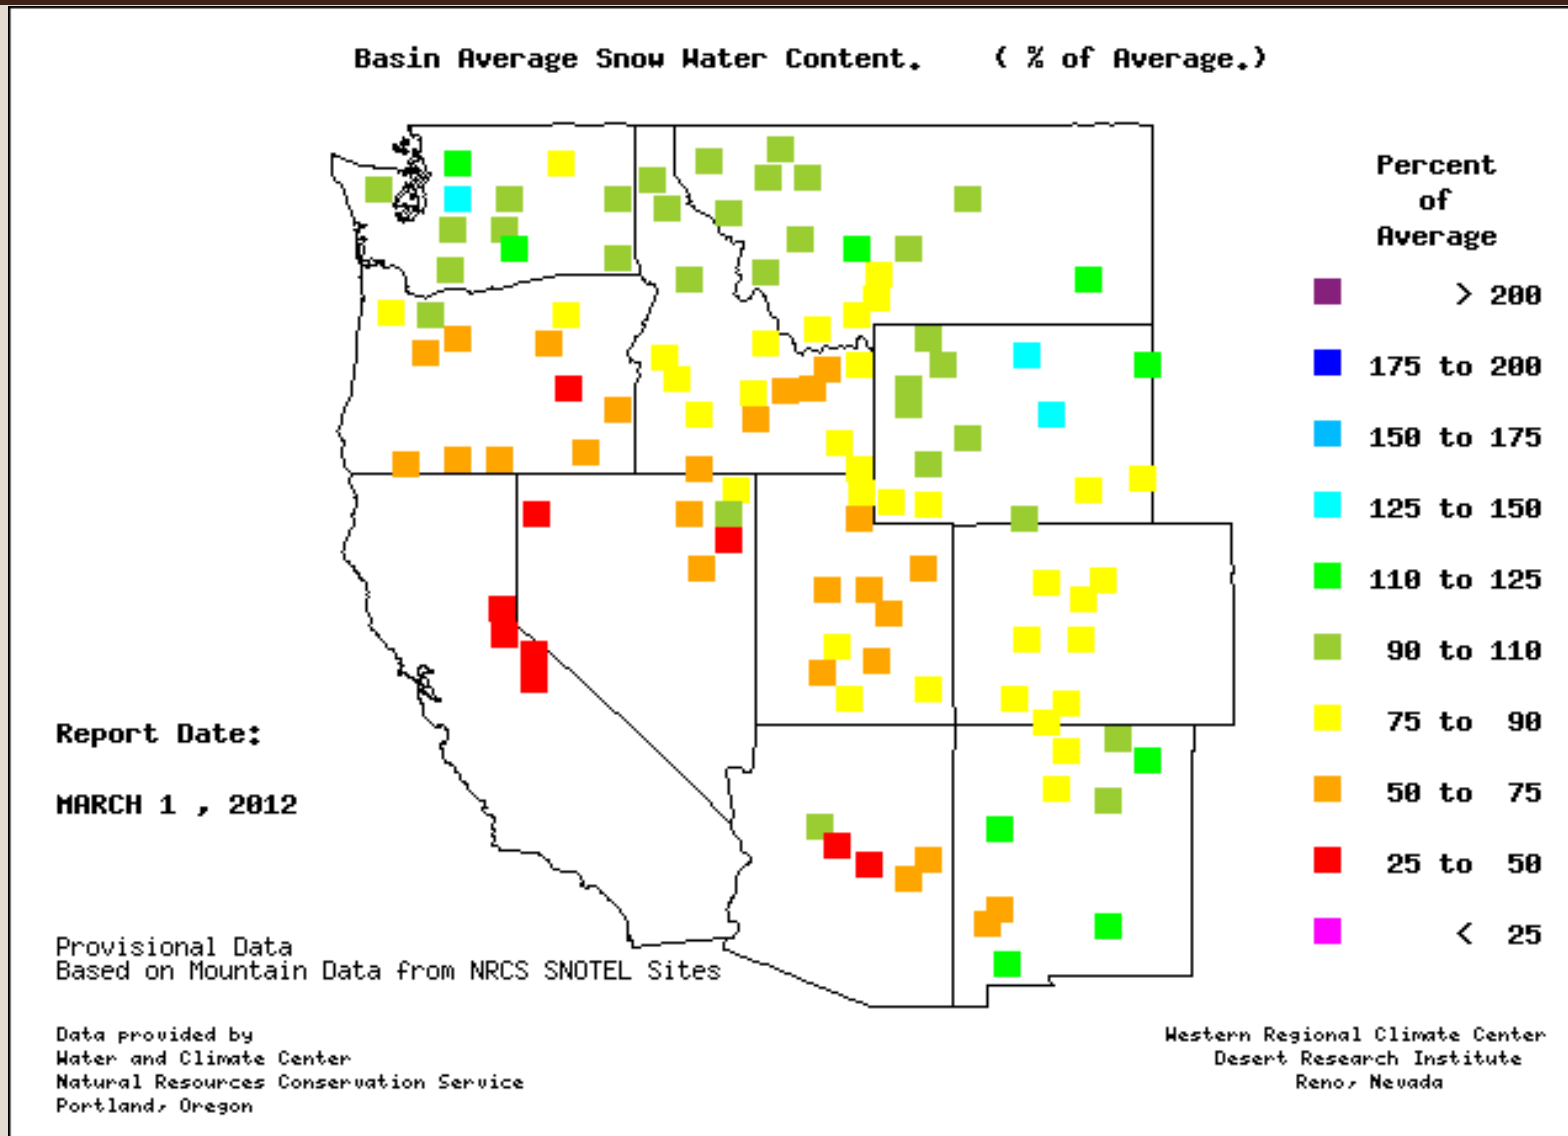 Basin Average Snow Water Content. ( % of Average.)
Percent
of
Average
> 200
175 to 200
150 to 175
125 to 150
110 to 125
90 to 110
75 to 90
50 to 75
25 to 50
< 25
Report Date:
MARCH 1 , 2012
Provisional Data
Based on Mountain Data from NRCS SNOTEL Sites
Data provided by
Water and Climate Center
Natural Resources Conservation Service
Portland, Oregon
Western Regional Climate Center
Desert Research Institute
Reno, Nevada